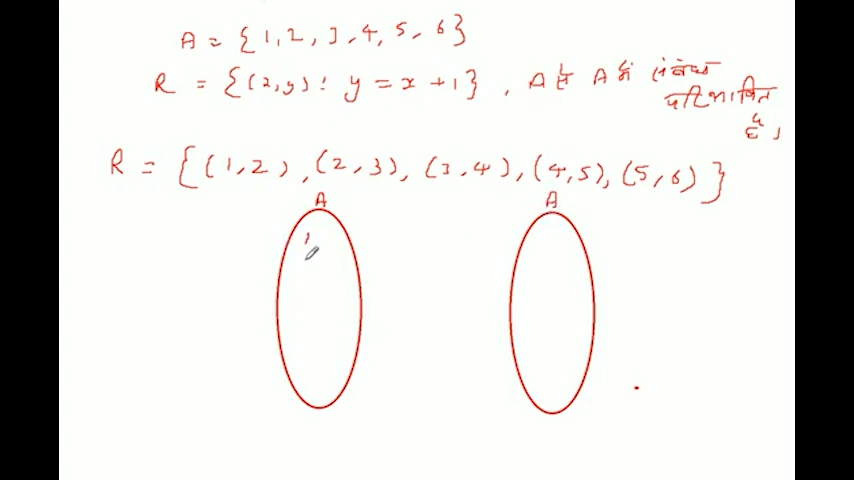 A = {1,2,3,4,5,6}
R = {(x,y): y = x+1}, A से A में संबंध
परिभाषित
है।
R = {(1,2), (2,3), (3,4), (4,5), (5,6)}
A A
1